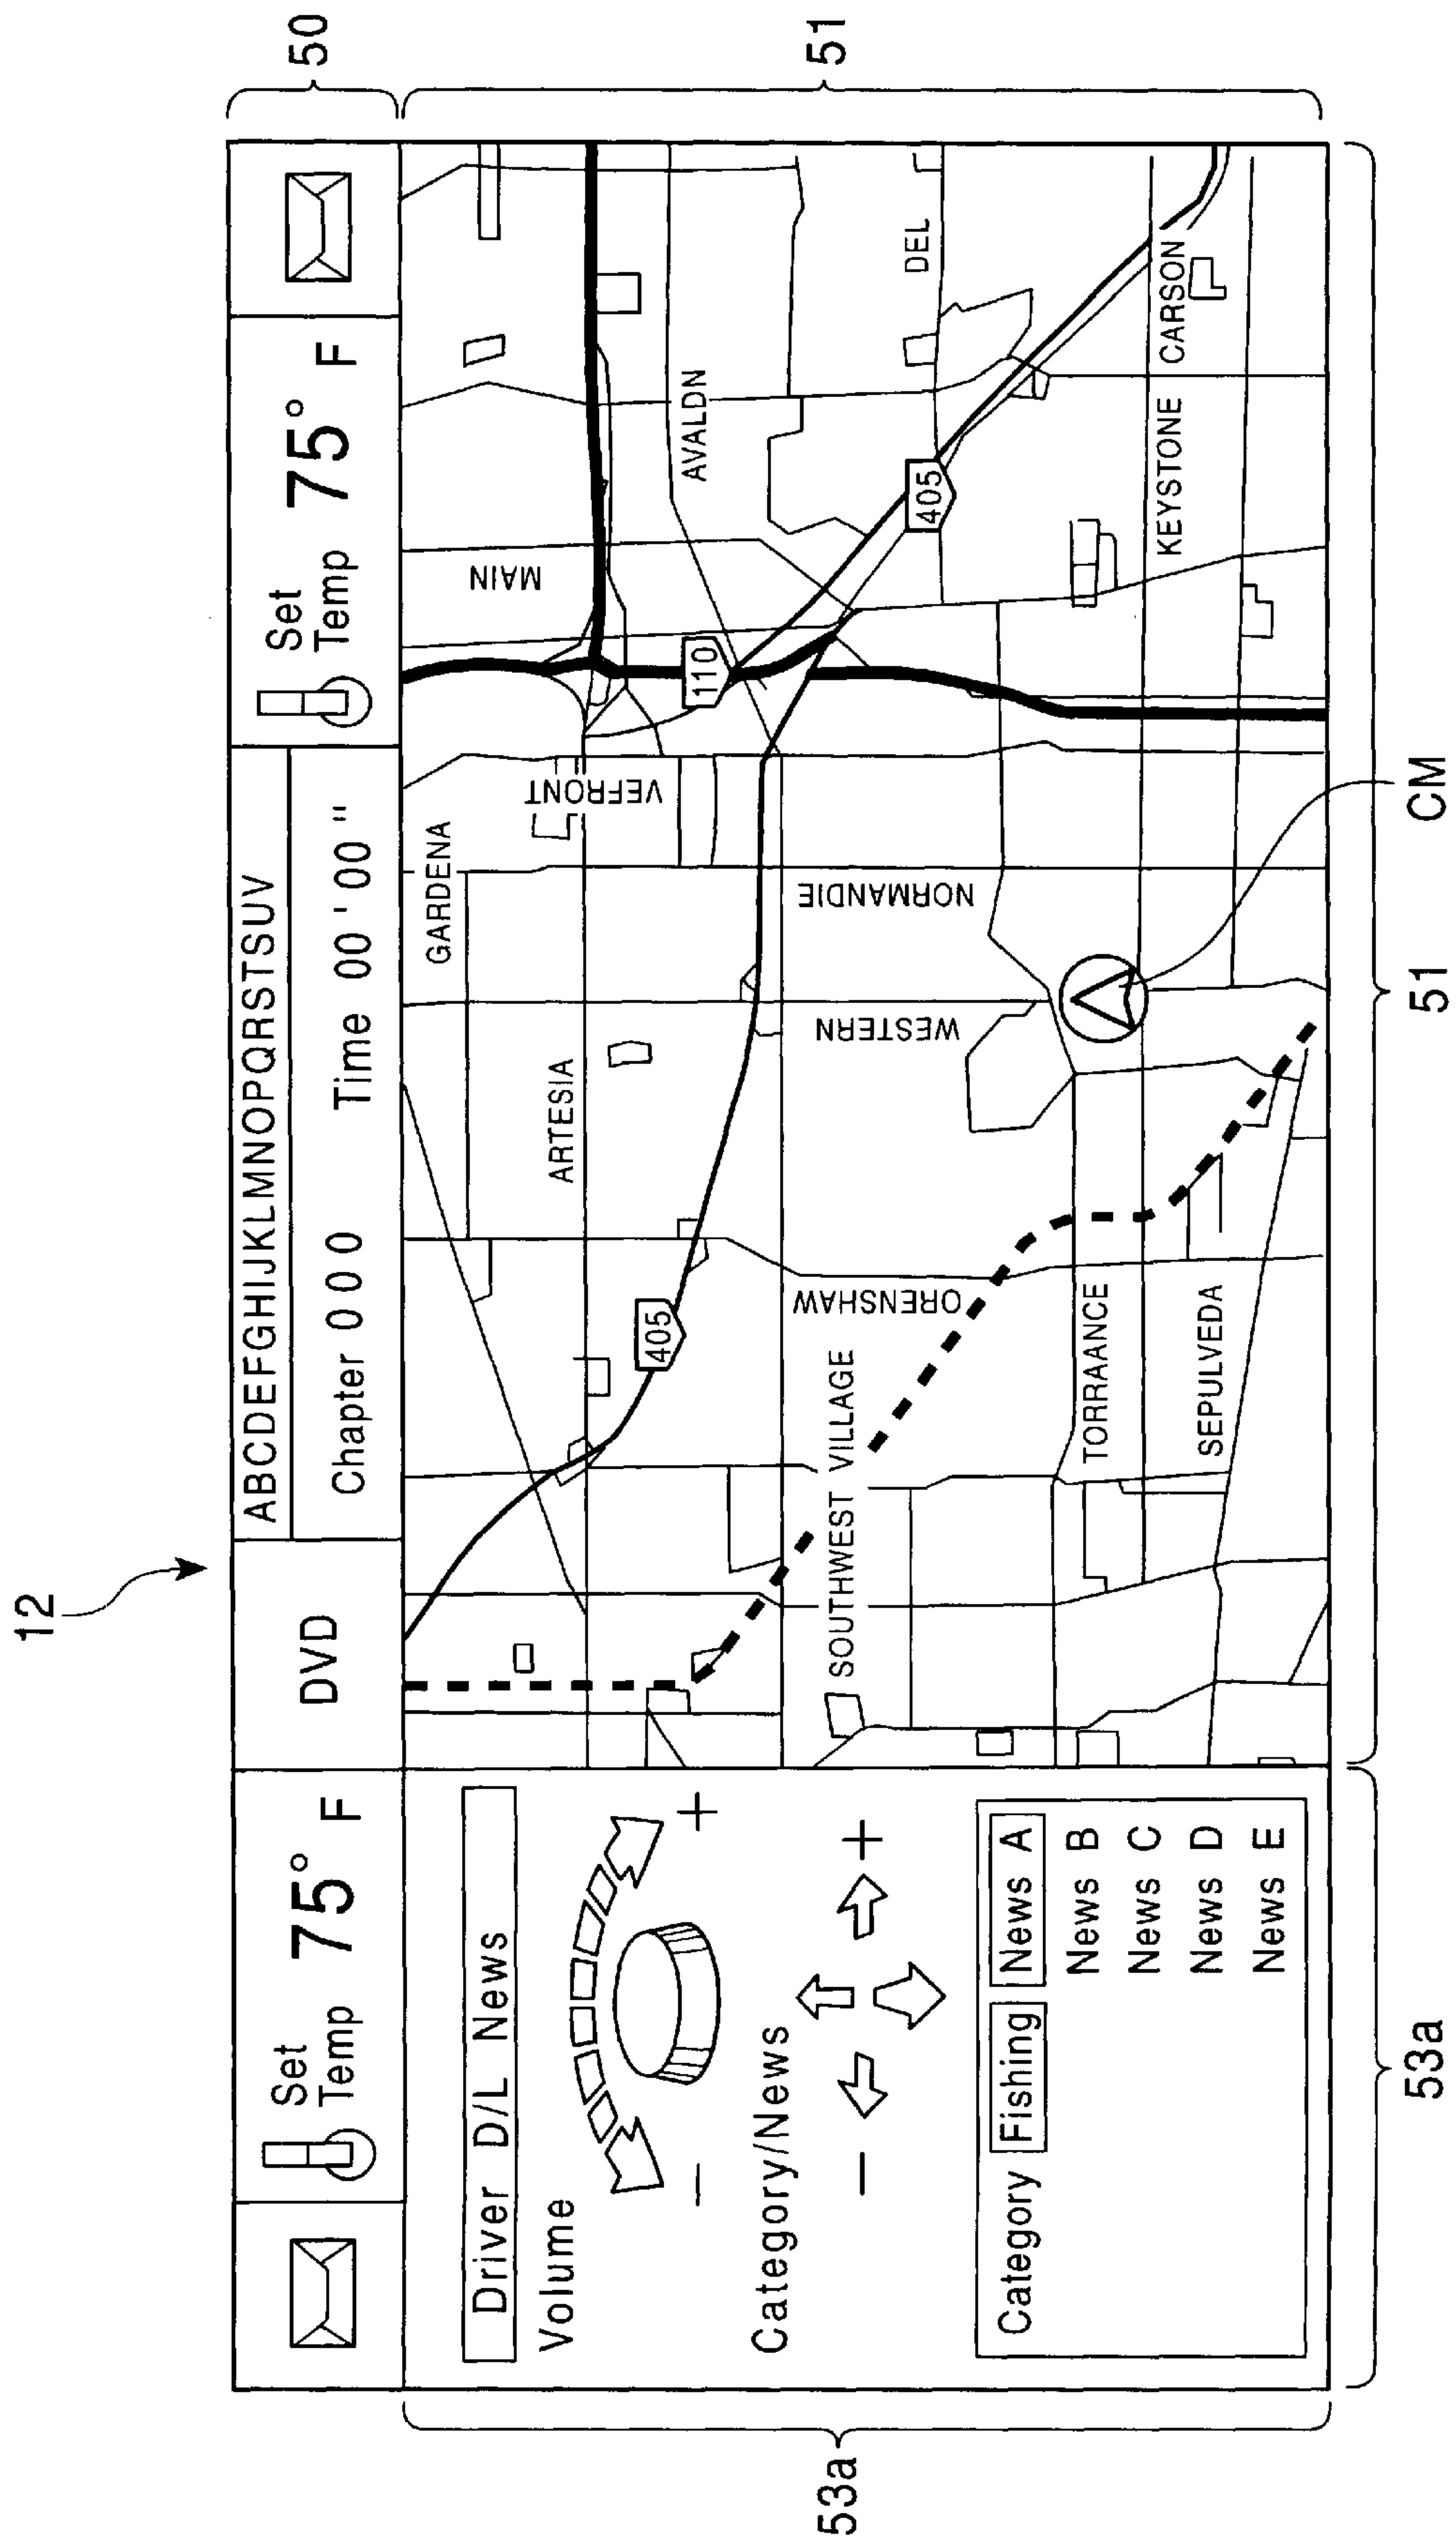 12
50
Set
Temp 75° F
DVD
ABCDEFGHIJKLMNOPQRSTSUV
Chapter 0 0 0 Time 00 ' 00 "
Set
Temp 75° F
53a
Driver D/L News
Volume
− +
Category/News
− +
Category Fishing News A
News B
News C
News D
News E
GARDENA
MAIN
VEFRONT
ARTESIA
405
110
AVALDN
SOUTHWEST VILLAGE
ORENSHAW
WESTERN
NORMANDIE
405
DEL
TORRAANCE
KEYSTONE
CARSON
SEPULVEDA
51
53a
51
CM